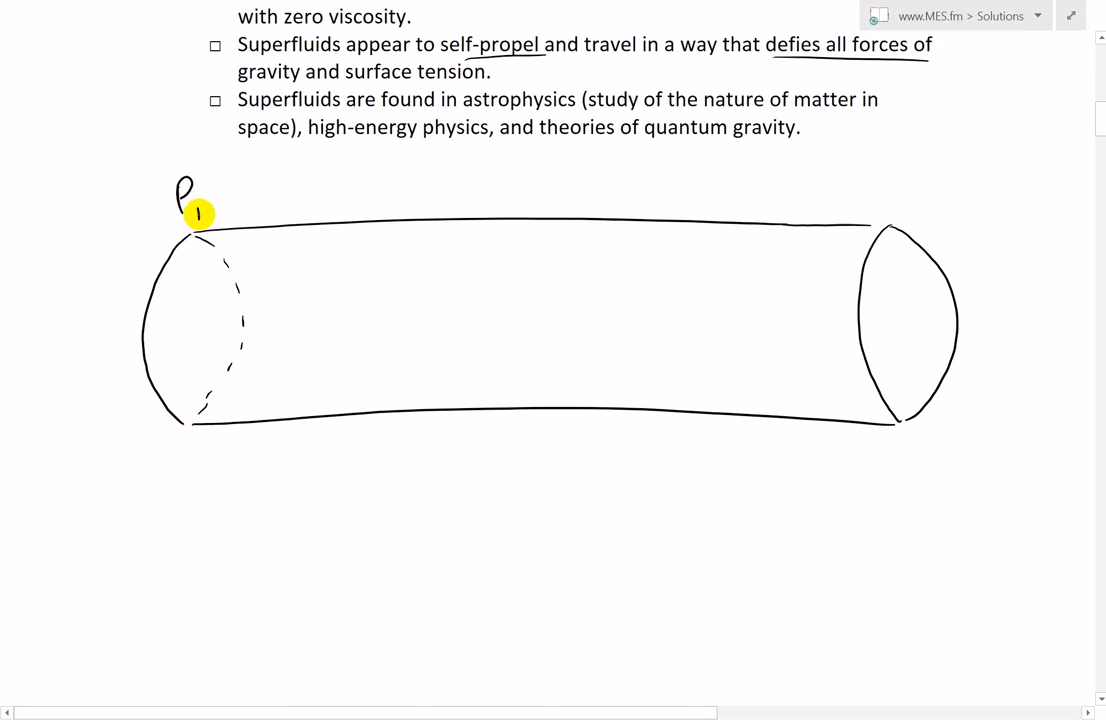 www.MES.fm > Solutions
with zero viscosity.
Superfluids appear to self-propel and travel in a way that defies all forces of
gravity and surface tension.
Superfluids are found in astrophysics (study of the nature of matter in
space), high-energy physics, and theories of quantum gravity.
P1